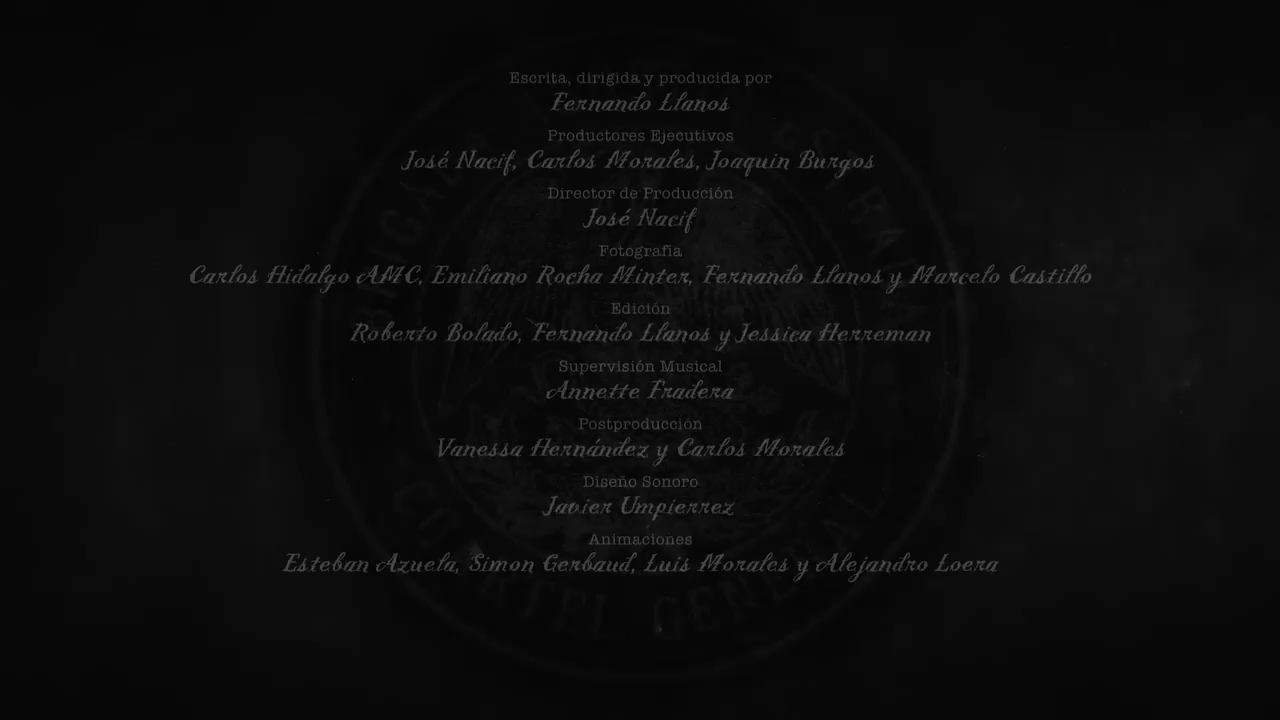 Escrita, dirigida y producida por
Fernando Llanos
Productores Ejecutivos
José Nacif, Carlos Morales, Joaquin Burgos
Director de Producción
José Nacif
Fotografía
Carlos Hidalgo AMC, Emiliano Rocha Minter, Fernando Llanos y Marcelo Castillo
Edición
Roberto Bolado, Fernando Llanos y Jessica Herreman
Supervisión Musical
Annette Fradera
Postproducción
Vanessa Hernández y Carlos Morales
Diseño Sonoro
Javier Umpierrez
Animaciones
Esteban Azuela, Simon Gerbaud, Luis Morales y Alejandro Loera
CUARTEL GENERAL